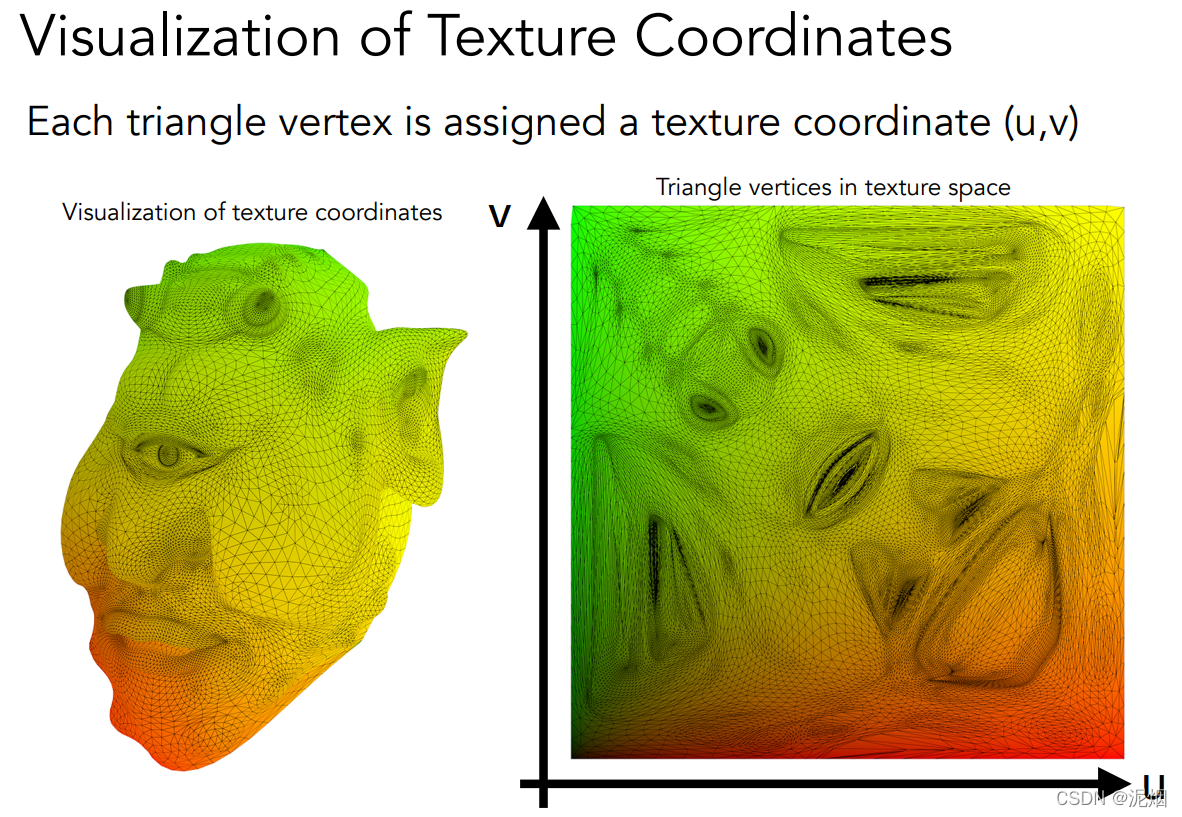 Visualization of Texture Coordinates
Each triangle vertex is assigned a texture coordinate (u,v)
Triangle vertices in texture space
Visualization of texture coordinates
v
u
CSDN @泥烟